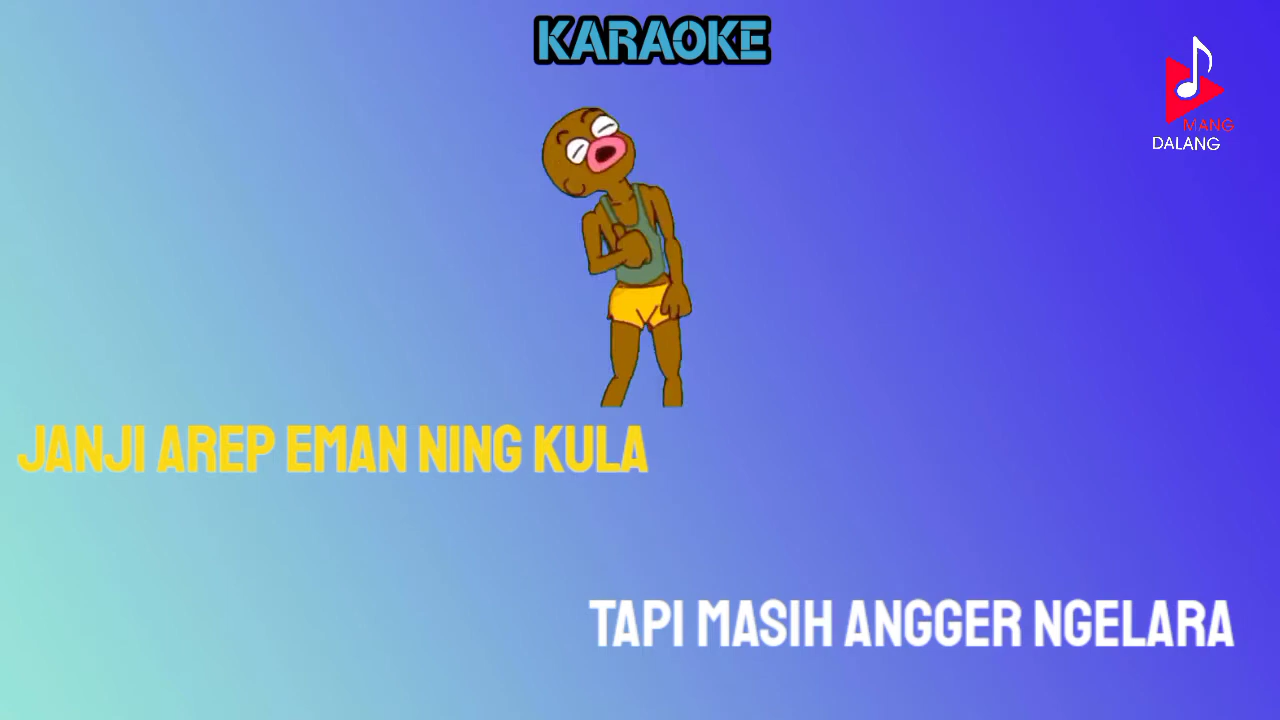 KARAOKE
MANG
DALANG
JANJI AREP EMAN NING KULA
TAPI MASIH ANGGER NGELARA